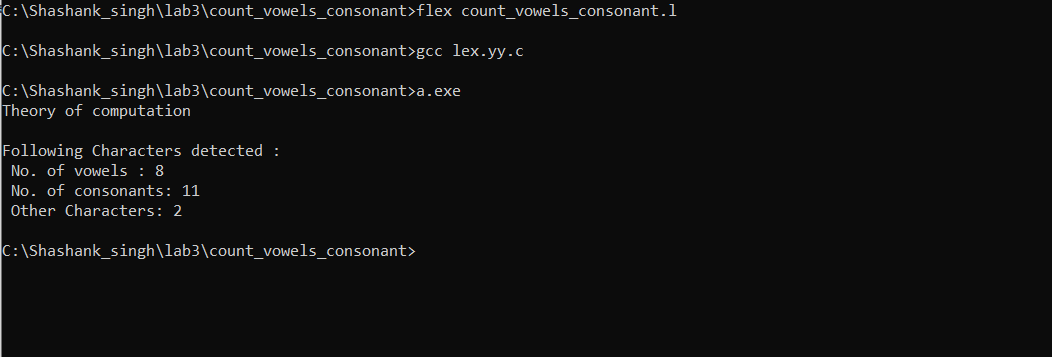 C:\Shashank_singh\lab3\count_vowels_consonant>flex count_vowels_consonant.l
C:\Shashank_singh\lab3\count_vowels_consonant>gcc lex.yy.c
C:\Shashank_singh\lab3\count_vowels_consonant>a.exe
Theory of computation
Following Characters detected :
No. of vowels : 8
No. of consonants: 11
Other Characters: 2
C:\Shashank_singh\lab3\count_vowels_consonant>